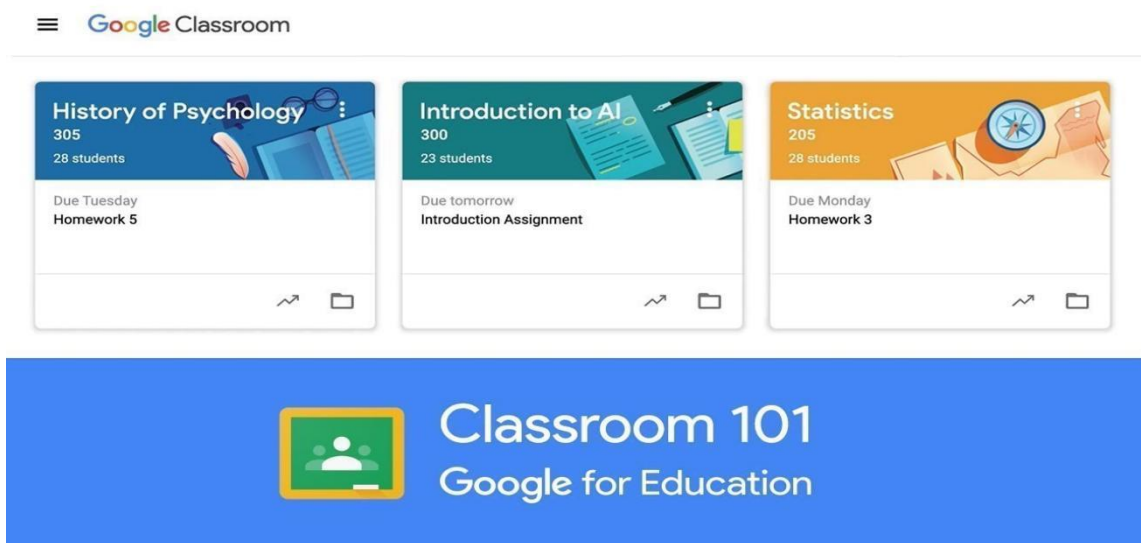 Google Classroom
History of Psychology
305
28 students
Due Tuesday
Homework 5
Introduction to AI
300
23 students
Due tomorrow
Introduction Assignment
Statistics
205
28 students
Due Monday
Homework 3
Classroom 101
Google for Education